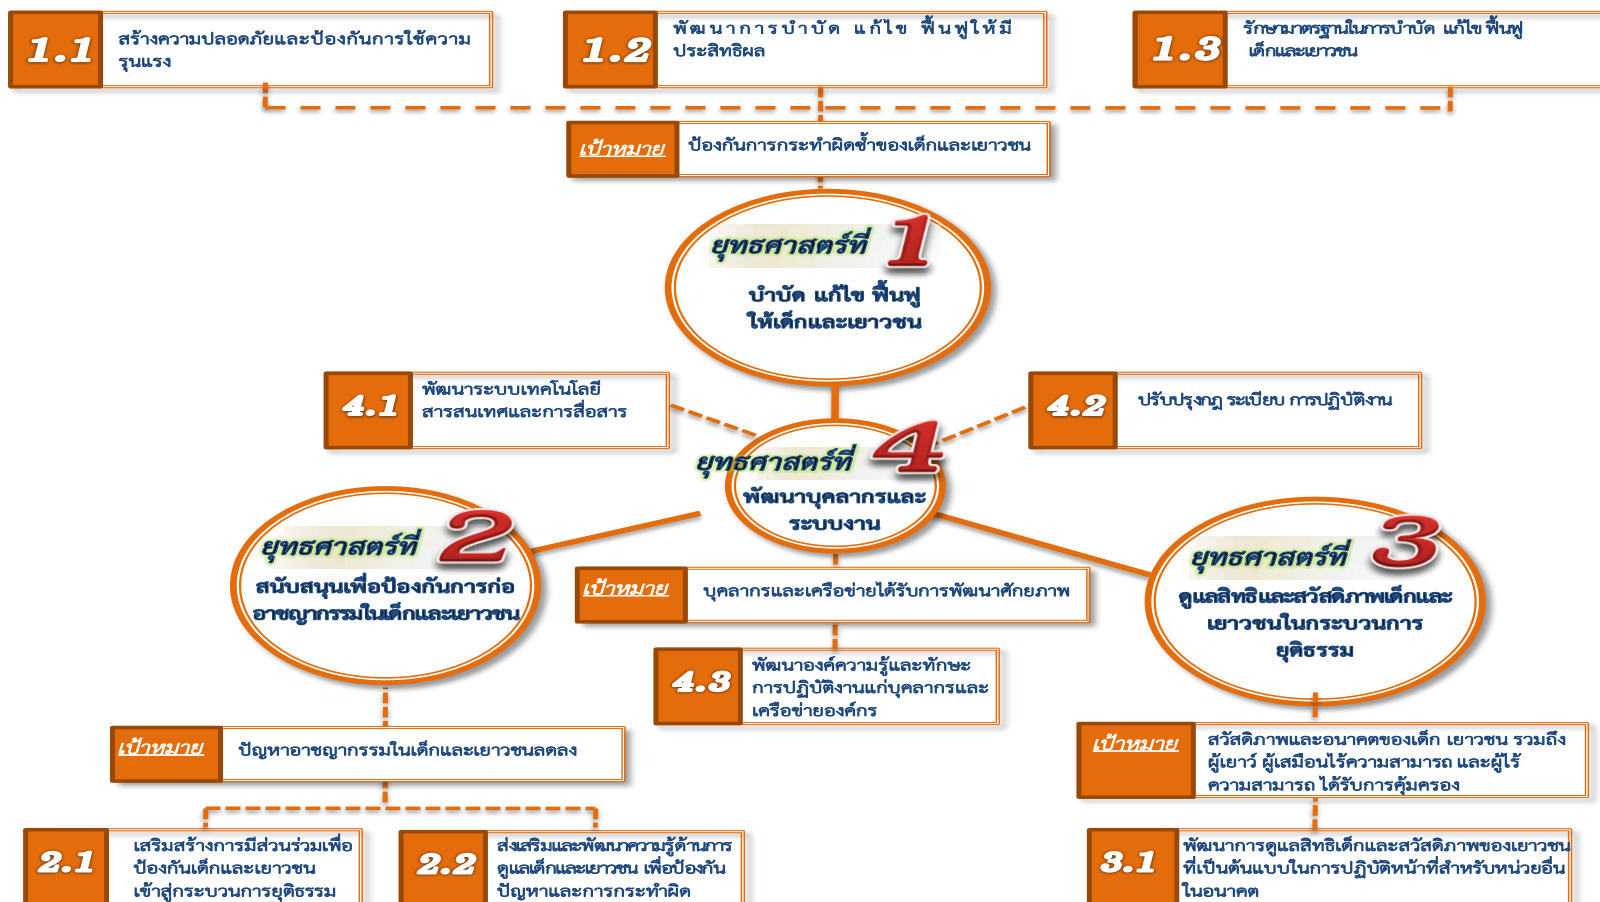 1.1
สร้างความปลอดภัยและป้องกันการใช้ความ
รุนแรง
1.2
พัฒนาการบำบัด แก้ไข ฟื้นฟูให้มี
ประสิทธิผล
1.3
รักษามาตรฐานในการบำบัด แก้ไข ฟื้นฟู
เด็กและเยาวชน
เป้าหมาย
ป้องกันการกระทำผิดซ้ำของเด็กและเยาวชน
ยุทธศาสตร์ที่ 1
บำบัด แก้ไข ฟื้นฟู
ให้เด็กและเยาวชน
4.1
พัฒนาระบบเทคโนโลยี
สารสนเทศและการสื่อสาร
4.2
ปรับปรุงกฎ ระเบียบ การปฏิบัติงาน
ยุทธศาสตร์ที่ 4
พัฒนาบุคลากรและ
ระบบงาน
ยุทธศาสตร์ที่ 2
สนับสนุนเพื่อป้องกันการก่อ
อาชญากรรมในเด็กและเยาวชน
ยุทธศาสตร์ที่ 3
ดูแลสิทธิและสวัสดิภาพเด็กและ
เยาวชนในกระบวนการ
ยุติธรรม
เป้าหมาย
บุคลากรและเครือข่ายได้รับการพัฒนาศักยภาพ
4.3
พัฒนาองค์ความรู้และทักษะ
การปฏิบัติงานแก่บุคลากรและ
เครือข่ายองค์กร
เป้าหมาย
ปัญหาอาชญากรรมในเด็กและเยาวชนลดลง
เป้าหมาย
สวัสดิภาพและอนาคตของเด็ก เยาวชน รวมถึง
ผู้เยาว์ ผู้เสมือนไร้ความสามารถ และผู้ไร้
ความสามารถ ได้รับการคุ้มครอง
2.1
เสริมสร้างการมีส่วนร่วมเพื่อ
ป้องกันเด็กและเยาวชน
เข้าสู่กระบวนการยุติธรรม
2.2
ส่งเสริมและพัฒนาความรู้ด้านการ
ดูแลเด็กและเยาวชน เพื่อป้องกัน
ปัญหาและการกระทำผิด
3.1
พัฒนาการดูแลสิทธิเด็กและสวัสดิภาพของเยาวชน
ที่เป็นต้นแบบในการปฏิบัติหน้าที่สำหรับหน่วยอื่น
ในอนาคต